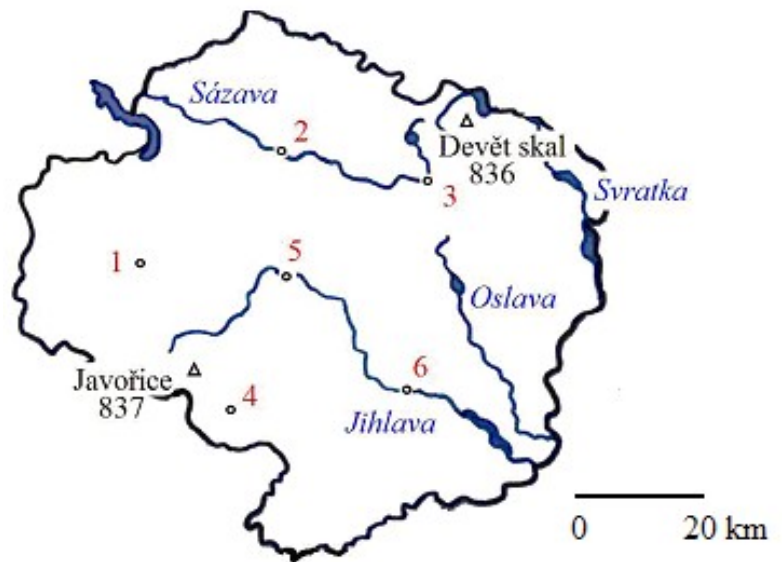 Sázava
2
Devět skal
836
3
Svratka
1
5
Oslava
Javořice
837
4
6
Jihlava
0 20 km